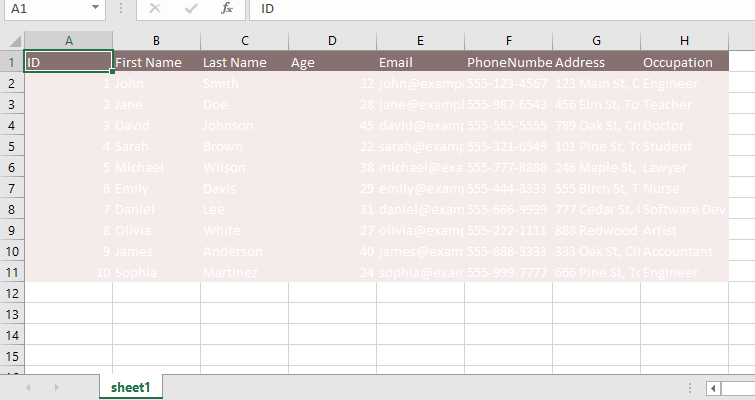 A1 fx ID
A B C D E F G H
1 ID First Name Last Name Age Email PhoneNumbe Address Occupation
2 1 John Smith 32 john@exampl 555-123-4567 123 Main St, C Engineer
3 2 Jane Doe 28 jane@exampl 555-987-6543 456 Elm St, To Teacher
4 3 David Johnson 45 david@examp 555-555-5555 789 Oak St, Cit Doctor
5 4 Sarah Brown 22 sarah@examp 555-321-6549 101 Pine St, To Student
6 5 Michael Wilson 38 michael@exa 555-777-8888 246 Maple St, Lawyer
7 6 Emily Davis 29 emily@examp 555-444-3333 555 Birch St, T Nurse
8 7 Daniel Lee 31 daniel@exam 555-666-9999 777 Cedar St, Software Dev
9 8 Olivia White 27 olivia@examp 555-222-1111 888 Redwood Artist
10 9 James Anderson 40 james@exam 555-888-3333 333 Oak St, Cit Accountant
11 10 Sophia Martinez 24 sophia@exam 555-999-7777 666 Pine St, To Engineer
12
13
14
15
sheet1